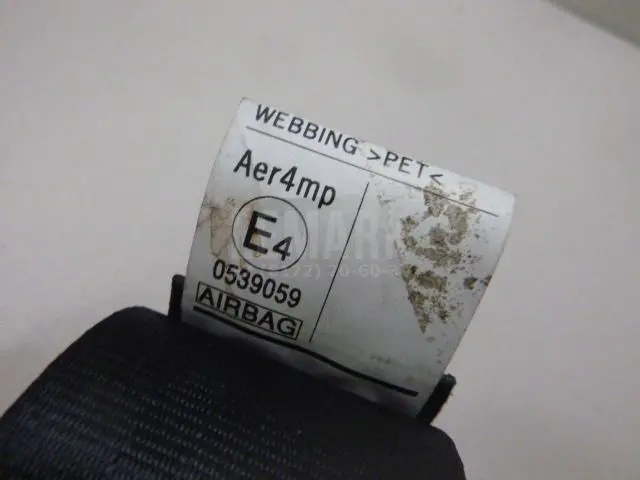 WEBBING >PET<
Aer4mp
E4
0539059
AIRBAG